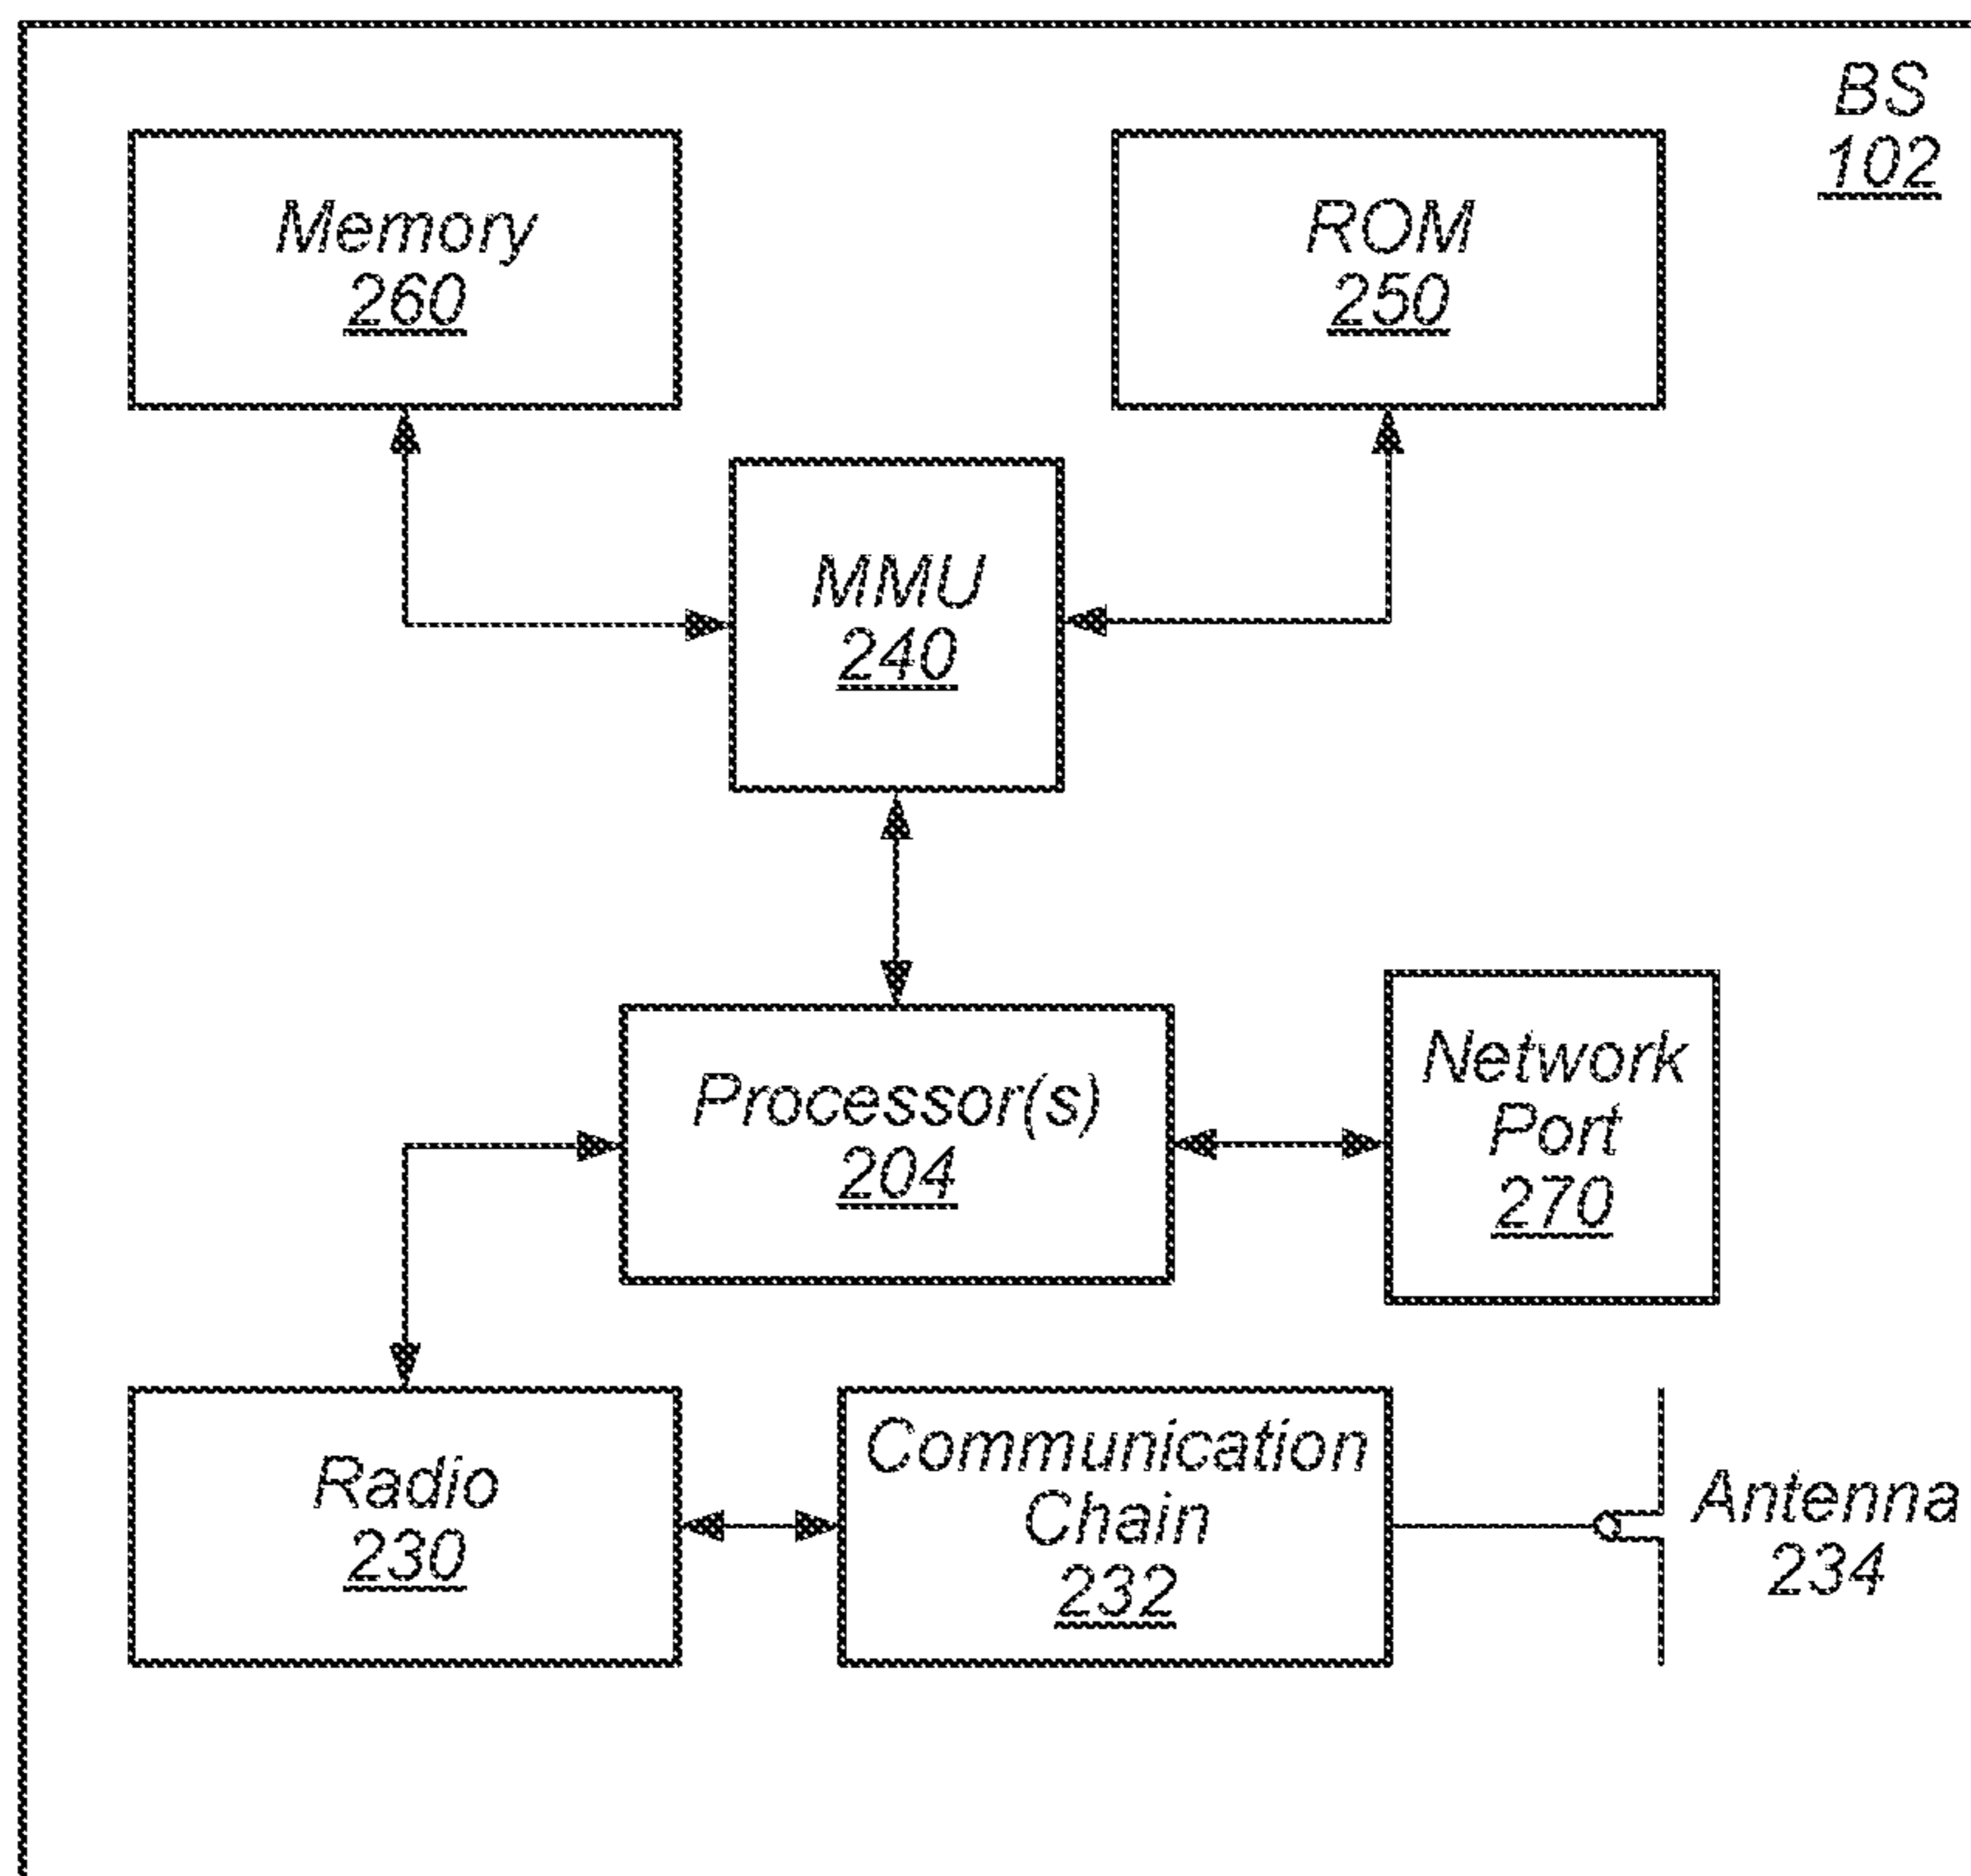 BS
102
Memory
260
ROM
250
MMU
240
Processor(s)
204
Network
Port
270
Radio
230
Communication
Chain
232
Antenna
234